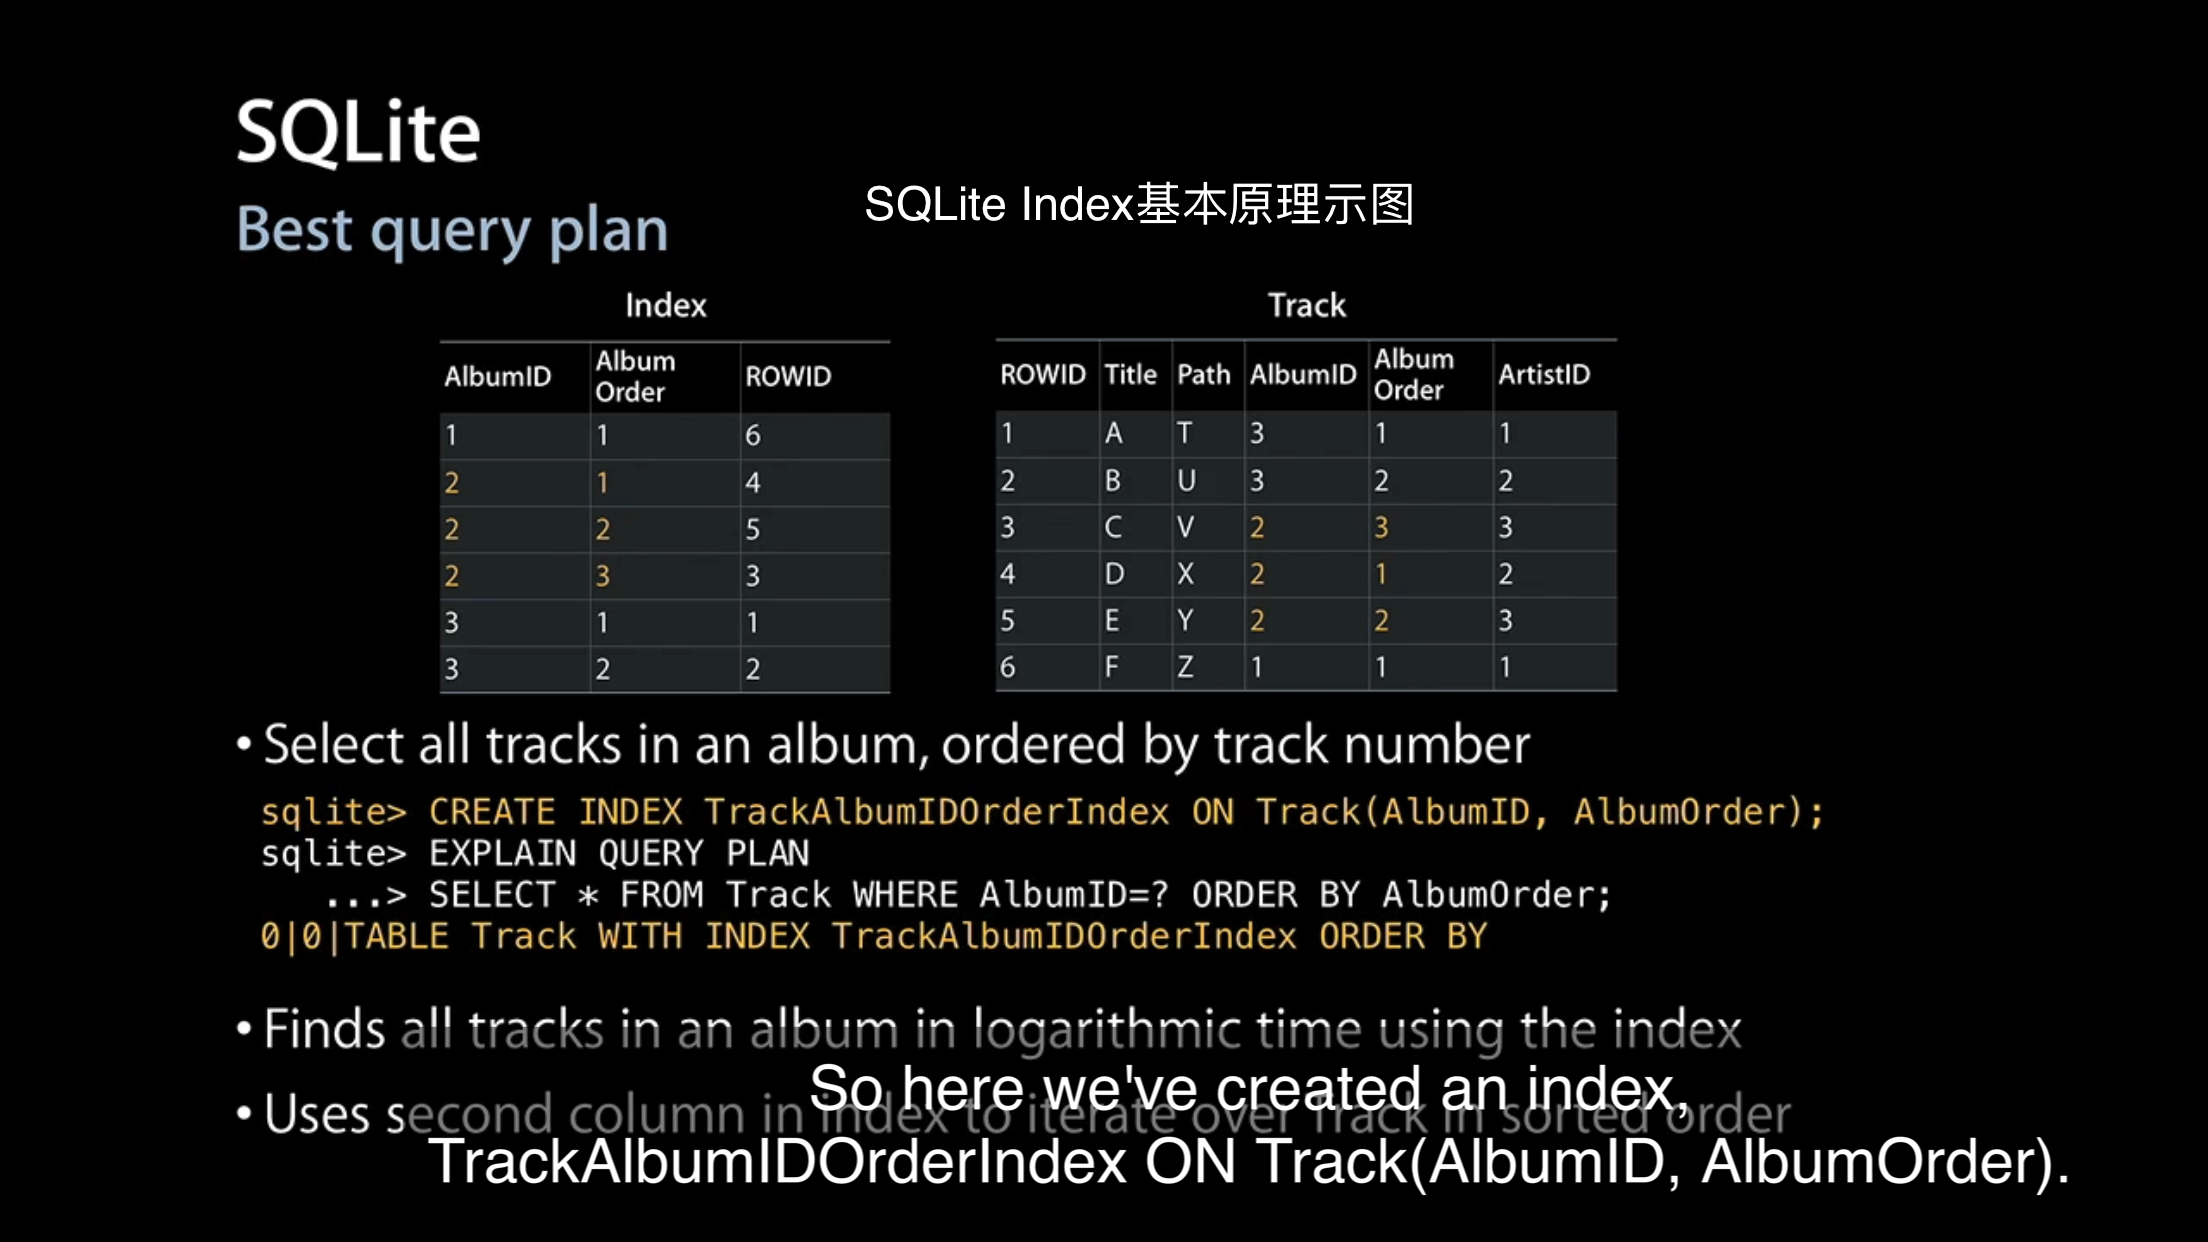 SQLite
Best query plan
SQLite Index基本原理示图
Index
AlbumID Album Order ROWID
1 1 6
2 1 4
2 2 5
2 3 3
3 1 1
3 2 2
Track
ROWID Title Path AlbumID Album Order ArtistID
1 A T 3 1 1
2 B U 3 2 2
3 C V 2 3 3
4 D X 2 1 2
5 E Y 2 2 3
6 F Z 1 1 1
• Select all tracks in an album, ordered by track number
sqlite> CREATE INDEX TrackAlbumIDOrderIndex ON Track(AlbumID, AlbumOrder);
sqlite> EXPLAIN QUERY PLAN
...> SELECT * FROM Track WHERE AlbumID=? ORDER BY AlbumOrder;
0|0|TABLE Track WITH INDEX TrackAlbumIDOrderIndex ORDER BY
• Finds all tracks in an album in logarithmic time using the index
• Uses second column in index to iterate over Track in sorted order
So here we've created an index,
TrackAlbumIDOrderIndex ON Track(AlbumID, AlbumOrder).